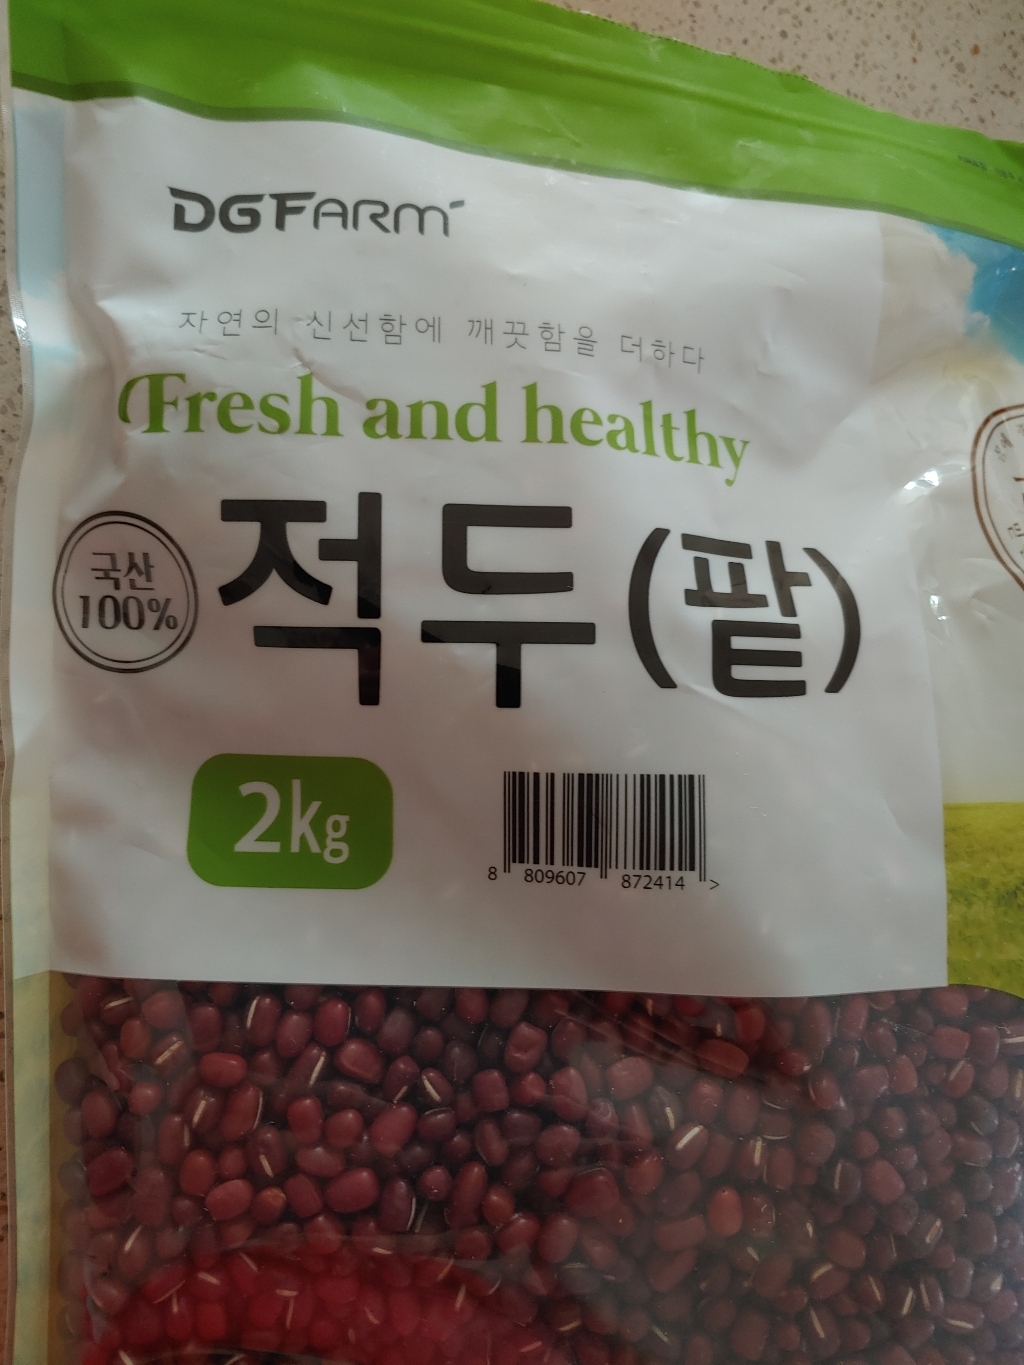 DGFARM
자연의 신선함에 깨끗함을 더하다
Fresh and healthy
국산
100%
적두(팥)
2kg
8 809607 872414 >